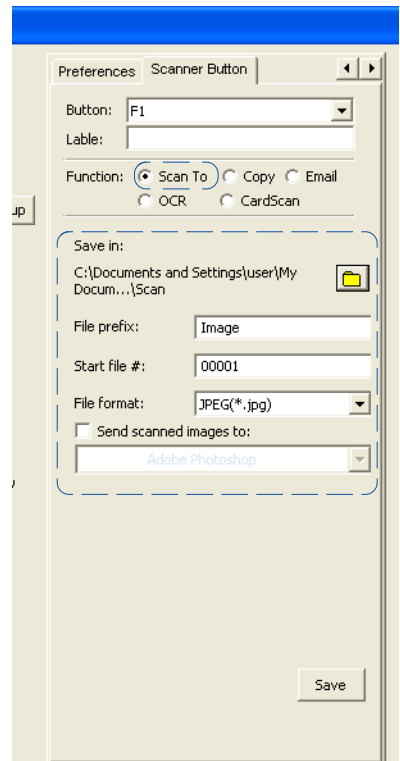 Preferences Scanner Button
Button: F1
Lable:
Function: Scan To Copy Email
OCR CardScan
up
Save in:
C:\Documents and Settings\user\My
Docum...\Scan
File prefix: Image
Start file #: 00001
File format: JPEG(*.jpg)
Send scanned images to:
Adobe Photoshop
Save